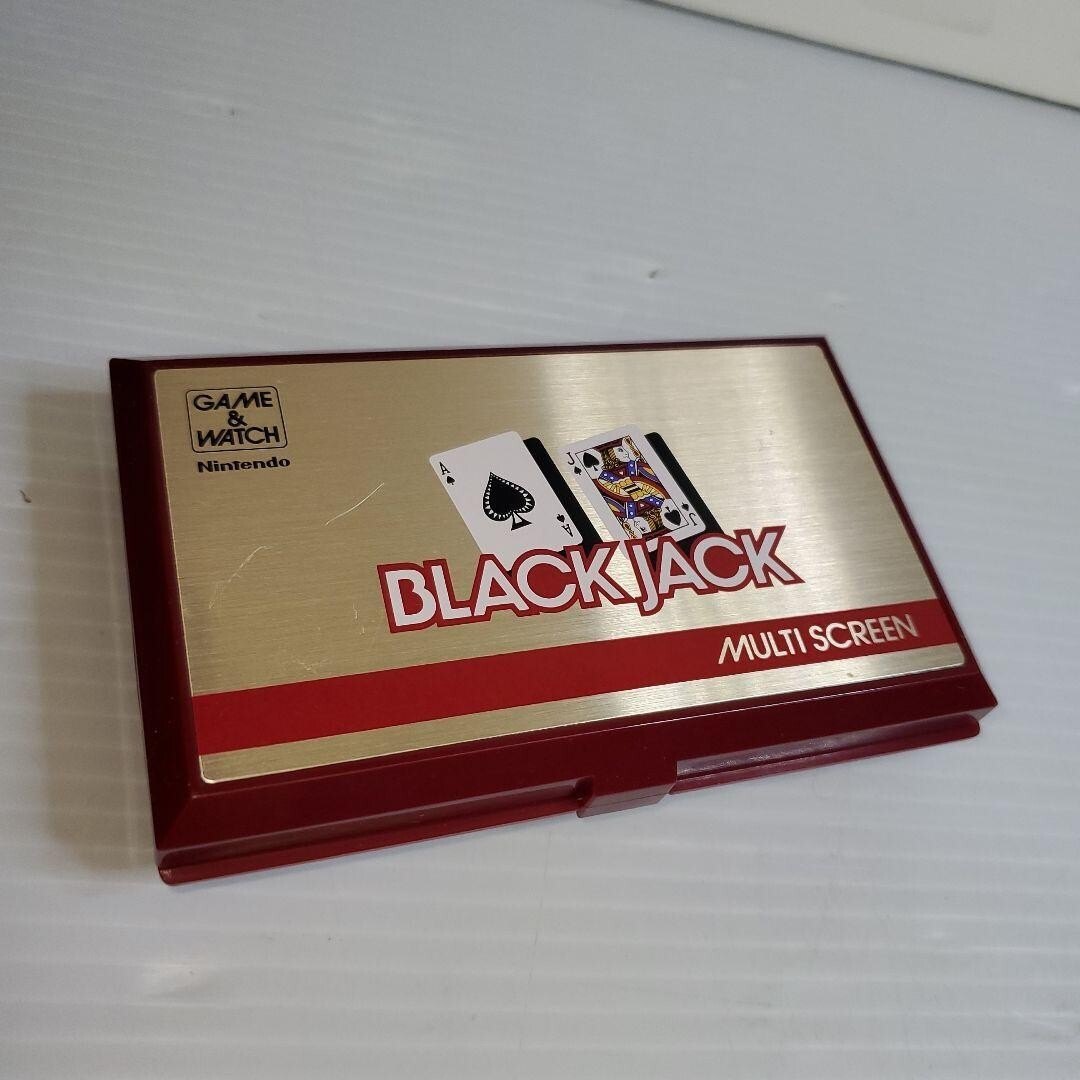 GAME
&
WATCH
Nintendo
A
A
J
J
BLACK JACK
MULTI SCREEN